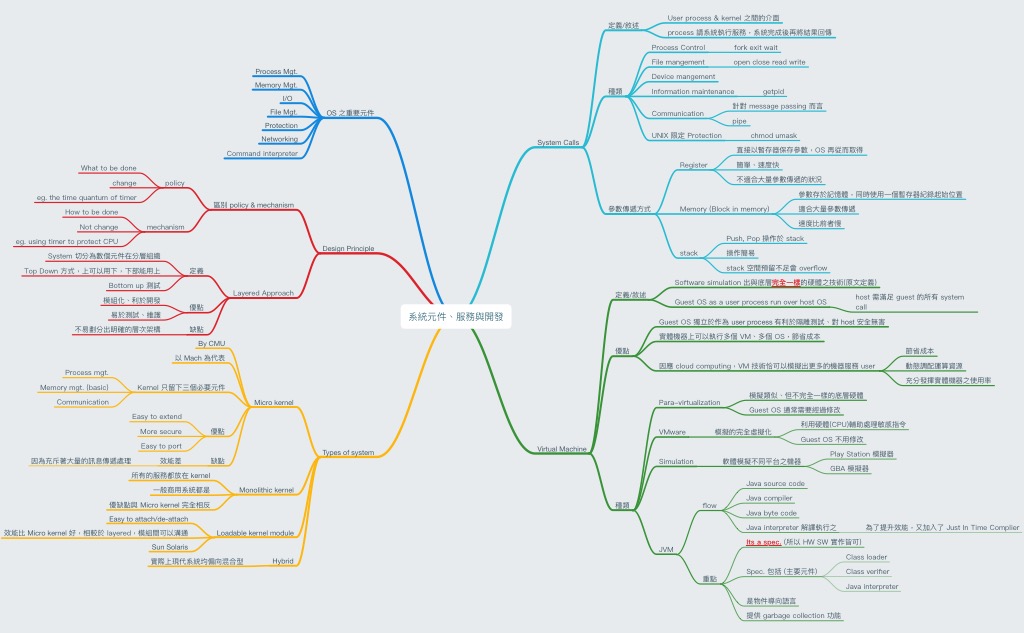 系統元件、服務與開發
OS 之重要元件
Process Mgt.
Memory Mgt.
I/O
File Mgt.
Protection
Networking
Command interpreter
Design Principle
區別 policy & mechanism
policy
What to be done
change
eg. the time quantum of timer
mechanism
How to be done
Not change
eg. using timer to protect CPU
Layered Approach
定義
System 切分為數個元件在分層組織
Top Down 方式，上可以用下，下部能用上
Bottom up 測試
優點
模組化、利於開發
易於測試、維護
缺點
不易劃分出明確的層次架構
Types of system
Micro kernel
By CMU
以 Mach 為代表
Kernel 只留下三個必要元件
Process mgt.
Memory mgt. (basic)
Communication
優點
Easy to extend
More secure
Easy to port
缺點
效能差
因為充斥著大量的訊息傳遞處理
Monolithic kernel
所有的服務都放在 kernel
一般商用系統都是
優缺點與 Micro kernel 完全相反
Loadable kernel module
Easy to attach/de-attach
效能比 Micro kernel 好，相較於 layered，模組間可以溝通
Sun Solaris
Hybrid
實際上現代系統均偏向混合型
System Calls
定義/敘述
User process & kernel 之間的介面
process 請系統執行服務，系統完成後再將結果回傳
種類
Process Control
fork exit wait
File mangement
open close read write
Device mangement
Information maintenance
getpid
Communication
針對 message passing 而言
pipe
UNIX 限定 Protection
chmod umask
參數傳遞方式
Register
直接以暫存器保存參數，OS 再從而取得
簡單、速度快
不適合大量參數傳遞的狀況
Memory (Block in memory)
參數存於記憶體，同時使用一個暫存器紀錄起始位置
適合大量參數傳遞
速度比前者慢
stack
Push, Pop 操作於 stack
操作簡易
stack 空間預留不足會 overflow
Virtual Machine
定義/敘述
Software simulation 出與底層完全一樣的硬體之技術(原文定義)
Guest OS as a user process run over host OS
host 需滿足 guest 的所有 system
call
優點
Guest OS 獨立於作為 user process 有利於隔離測試，對 host 安全無害
實體機器上可以執行多個 VM、多個 OS，節省成本
因應 cloud computing，VM 技術恰可以模擬出更多的機器服務 user
節省成本
動態調配運算資源
充分發揮實體機器之使用率
種類
Para-virtualization
模擬類似、但不完全一樣的底層硬體
Guest OS 通常需要經過修改
VMware
模擬的完全虛擬化
利用硬體(CPU)輔助處理敏感指令
Guest OS 不用修改
Simulation
軟體模擬不同平台之機器
Play Station 模擬器
GBA 模擬器
JVM
flow
Java source code
Java compiler
Java byte code
Java interpreter 解譯執行之
為了提升效能，又加入了 Just In Time Complier
重點
Its a spec. (所以 HW SW 實作皆可)
Spec. 包括 (主要元件)
Class loader
Class verifier
Java interpreter
是物件導向語言
提供 garbage collection 功能